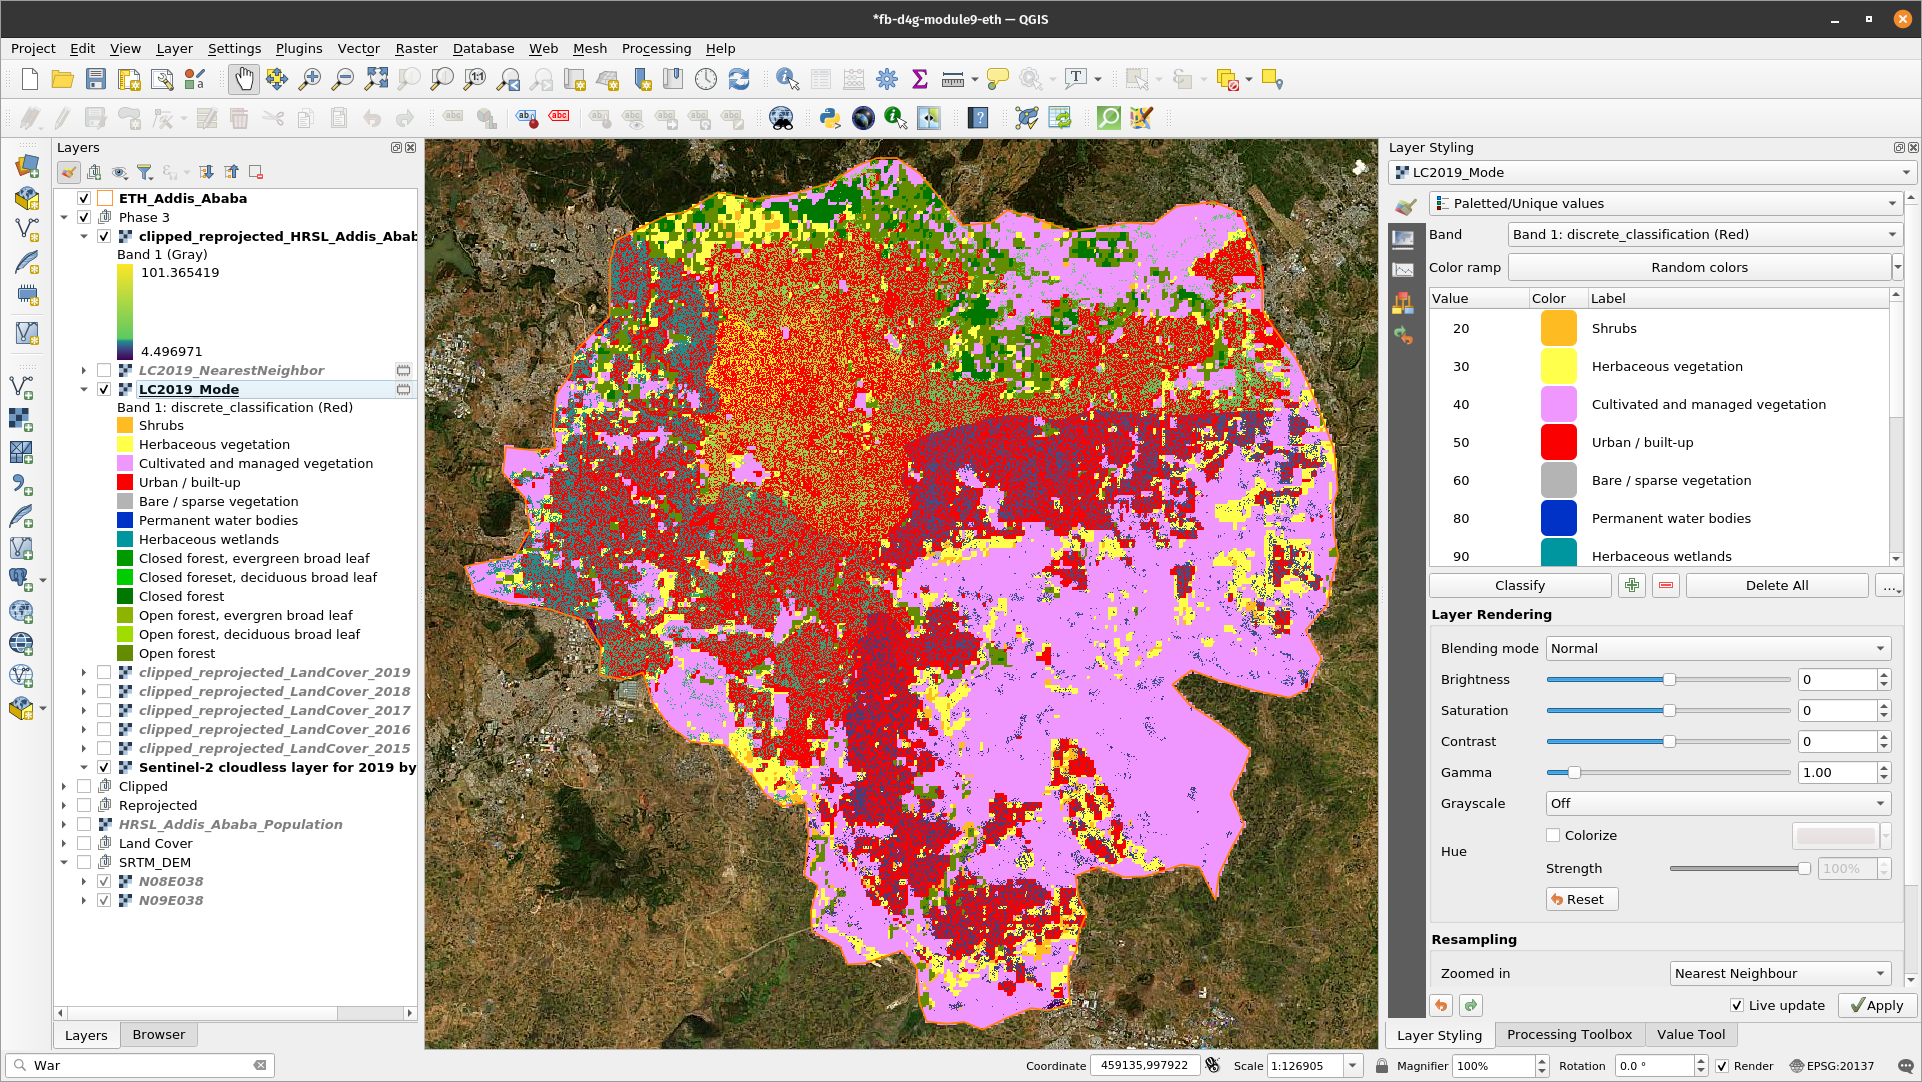 *fb-d4g-module9-eth — QGIS
Project Edit View Layer Settings Plugins Vector Raster Database Web Mesh Processing Help
Layers
ETH_Addis_Ababa
Phase 3
clipped_reprojected_HRSL_Addis_Abab
Band 1 (Gray)
101.365419
4.496971
LC2019_NearestNeighbor
LC2019_Mode
Band 1: discrete_classification (Red)
Shrubs
Herbaceous vegetation
Cultivated and managed vegetation
Urban / built-up
Bare / sparse vegetation
Permanent water bodies
Herbaceous wetlands
Closed forest, evergreen broad leaf
Closed foreset, deciduous broad leaf
Closed forest
Open forest, evergren broad leaf
Open forest, deciduous broad leaf
Open forest
clipped_reprojected_LandCover_2019
clipped_reprojected_LandCover_2018
clipped_reprojected_LandCover_2017
clipped_reprojected_LandCover_2016
clipped_reprojected_LandCover_2015
Sentinel-2 cloudless layer for 2019 by
Clipped
Reprojected
HRSL_Addis_Ababa_Population
Land Cover
SRTM_DEM
N08E038
N09E038
Layers Browser
Layer Styling
LC2019_Mode
Paletted/Unique values
Band Band 1: discrete_classification (Red)
Color ramp Random colors
Value Color Label
20 Shrubs
30 Herbaceous vegetation
40 Cultivated and managed vegetation
50 Urban / built-up
60 Bare / sparse vegetation
80 Permanent water bodies
90 Herbaceous wetlands
Classify Delete All ...
Layer Rendering
Blending mode Normal
Brightness 0
Saturation 0
Contrast 0
Gamma 1.00
Grayscale Off
Colorize
Hue
Strength 100%
Reset
Resampling
Zoomed in Nearest Neighbour
Live update Apply
Layer Styling Processing Toolbox Value Tool
War Coordinate 459135,997922 Scale 1:126905 Magnifier 100% Rotation 0.0 ° Render EPSG:20137